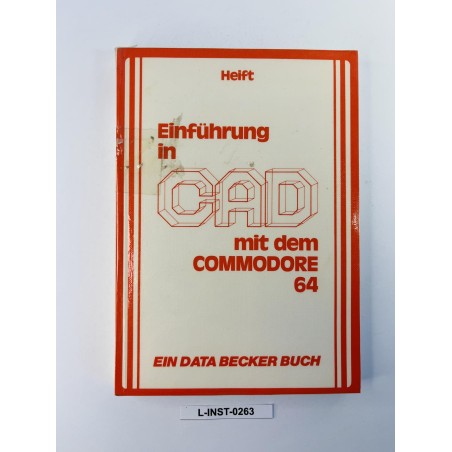 Heift
Einführung
in
CAD
mit dem
COMMODORE
64
EIN DATA BECKER BUCH
L-INST-0263